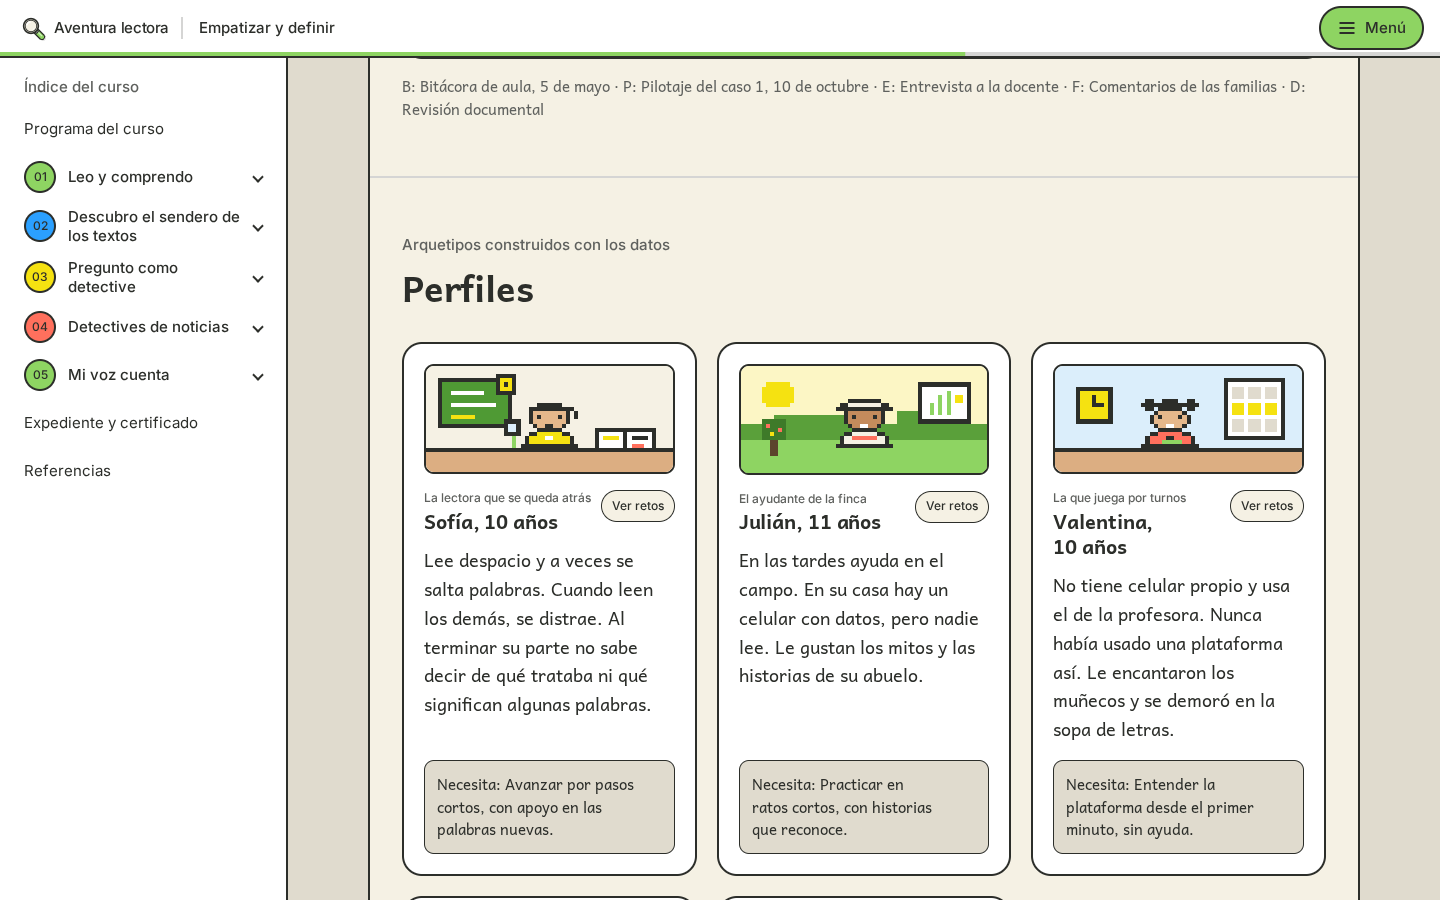 Aventura lectora
Empatizar y definir
Menú
Índice del curso
Programa del curso
01 Leo y comprendo
02 Descubro el sendero de
los textos
03 Pregunto como
detective
04 Detectives de noticias
05 Mi voz cuenta
Expediente y certificado
Referencias
B: Bitácora de aula, 5 de mayo · P: Pilotaje del caso 1, 10 de octubre · E: Entrevista a la docente · F: Comentarios de las familias · D:
Revisión documental
Arquetipos construidos con los datos
Perfiles
La lectora que se queda atrás
Sofía, 10 años
Ver retos
Lee despacio y a veces se
salta palabras. Cuando leen
los demás, se distrae. Al
terminar su parte no sabe
decir de qué trataba ni qué
significan algunas palabras.
Necesita: Avanzar por pasos
cortos, con apoyo en las
palabras nuevas.
El ayudante de la finca
Julián, 11 años
Ver retos
En las tardes ayuda en el
campo. En su casa hay un
celular con datos, pero nadie
lee. Le gustan los mitos y las
historias de su abuelo.
Necesita: Practicar en
ratos cortos, con historias
que reconoce.
La que juega por turnos
Valentina,
10 años
Ver retos
No tiene celular propio y usa
el de la profesora. Nunca
había usado una plataforma
así. Le encantaron los
muñecos y se demoró en la
sopa de letras.
Necesita: Entender la
plataforma desde el primer
minuto, sin ayuda.